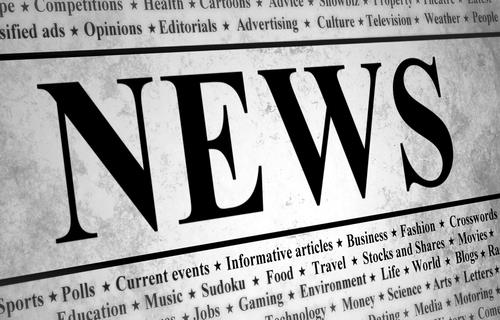 ★ Competitions ★ Health ★ Cartoons ★ Advice ★ Showbiz ★ Property ★ Theatre ★
ads ★ Opinions ★ Editorials ★ Advertising ★ Culture ★ Television ★ Weather ★ People
NEWS
Sports ★ Polls ★ Current events ★ Informative articles ★ Business ★ Fashion ★ Crosswords
Education ★ Music ★ Sudoku ★ Food ★ Travel ★ Stocks and Shares ★ Movies ★
★ Jobs ★ Gaming ★ Environment ★ Life ★ World ★ Blogs ★
Technology ★ Money ★ Science ★ Arts ★ Letters
Dating ★ Media ★ Motoring ★